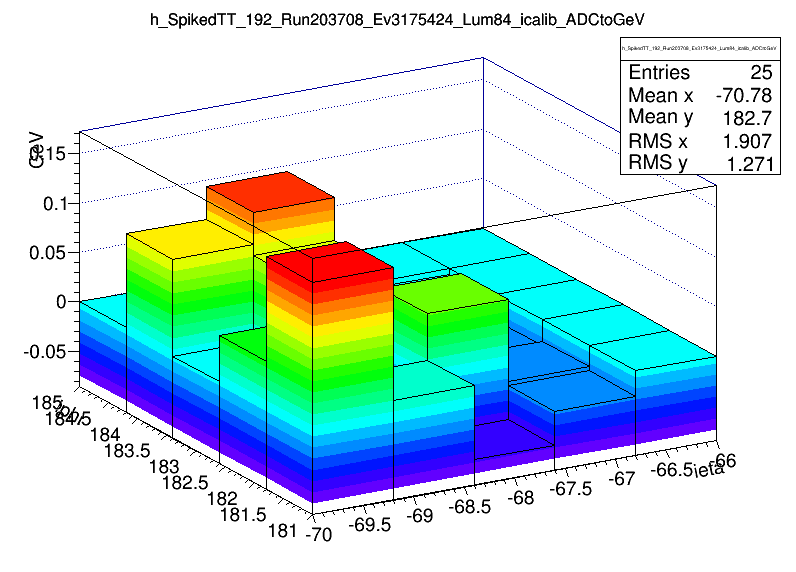 h_SpikedTT_192_Run203708_Ev3175424_Lum84_icalib_ADCtoGeV
h_SpikedTT_192_Run203708_Ev3175424_Lum84_icalib_ADCtoGeV
Entries 25
Mean x -70.78
Mean y 182.7
RMS x 1.907
RMS y 1.271
GeV
0.15
0.1
0.05
0
-0.05
185
184.5
184
183.5
183
182.5
182
181.5
181
-70
-69.5
-69
-68.5
-68
-67.5
-67
-66.5
-66
ieta